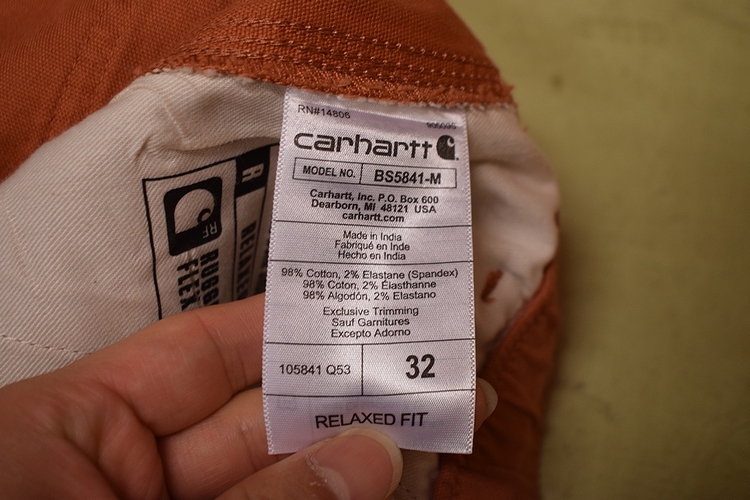 RN#14806
carhartt
MODEL NO. BS5841-M
Carhartt, Inc. P.O. Box 600
Dearborn, MI 48121 USA
carhartt.com
Made in India
Fabriqué en Inde
Hecho en India
98% Cotton, 2% Elastane (Spandex)
98% Coton, 2% Élasthanne
98% Algodón, 2% Elastano
Exclusive Trimming
Sauf Garnitures
Excepto Adorno
105841 Q53 32
RELAXED FIT
RF
FLEX